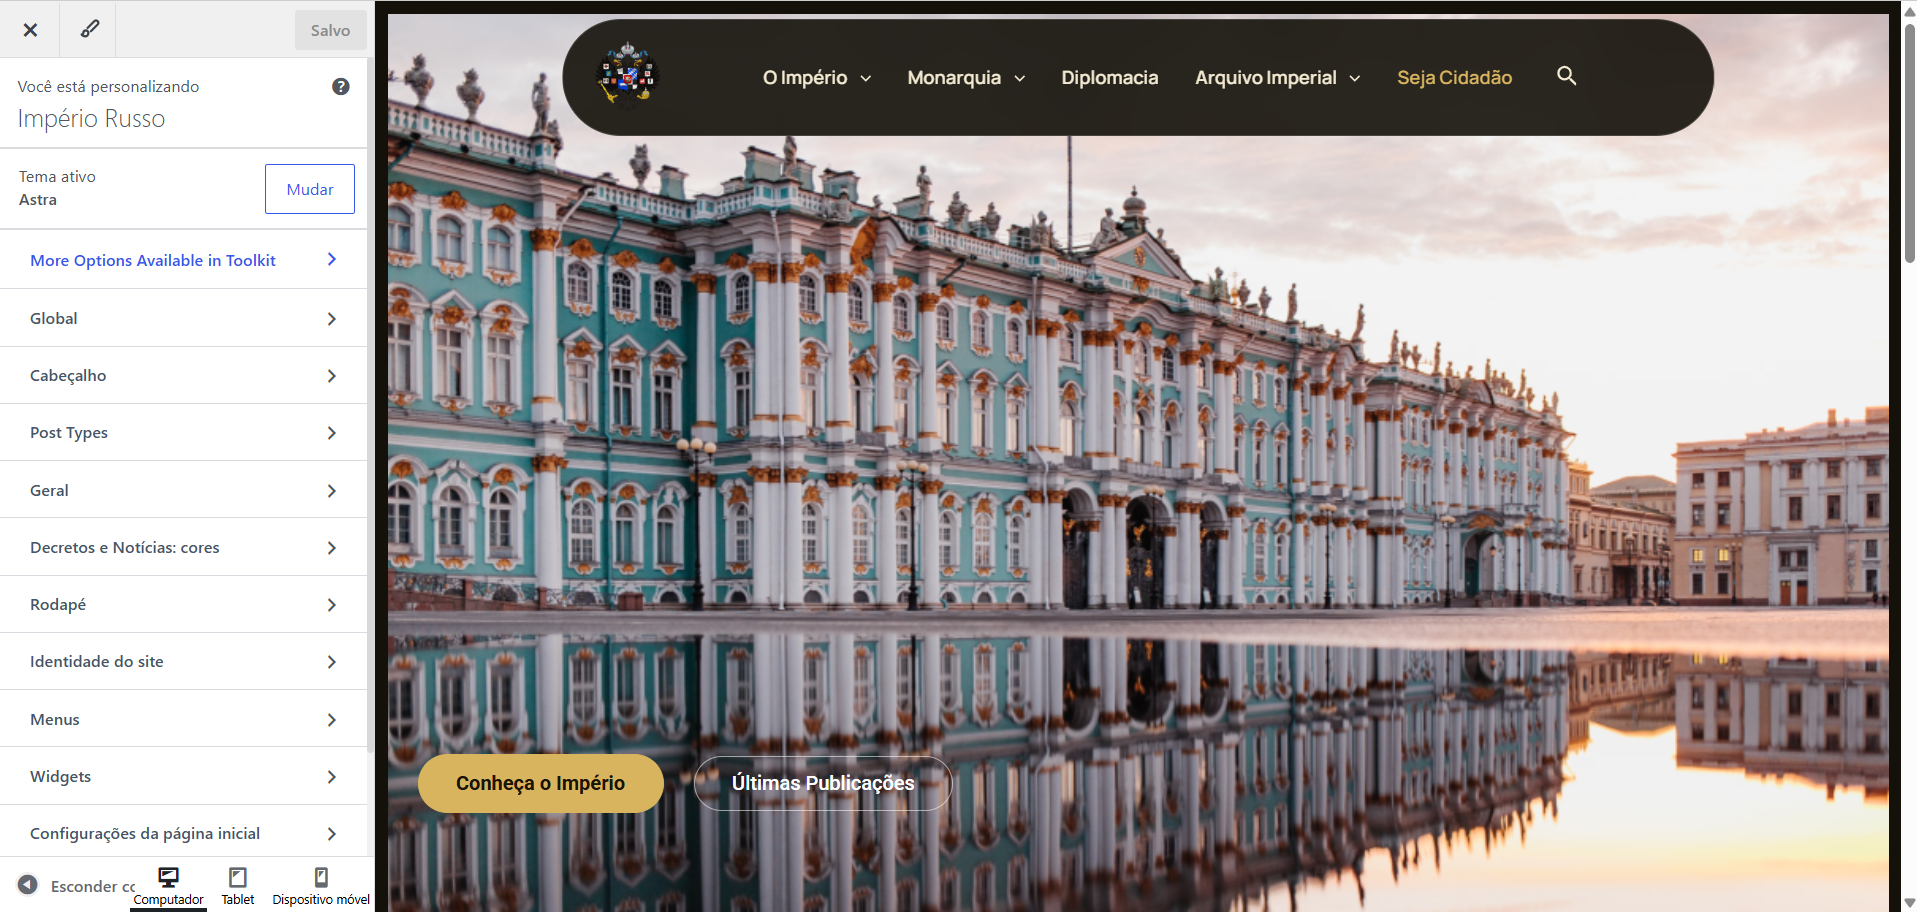 Salvo
Você está personalizando
Império Russo
Tema ativo
Astra
Mudar
More Options Available in Toolkit
Global
Cabeçalho
Post Types
Geral
Decretos e Notícias: cores
Rodapé
Identidade do site
Menus
Widgets
Configurações da página inicial
Esconder cc
Computador
Tablet
Dispositivo móvel
O Império
Monarquia
Diplomacia
Arquivo Imperial
Seja Cidadão
Conheça o Império
Últimas Publicações